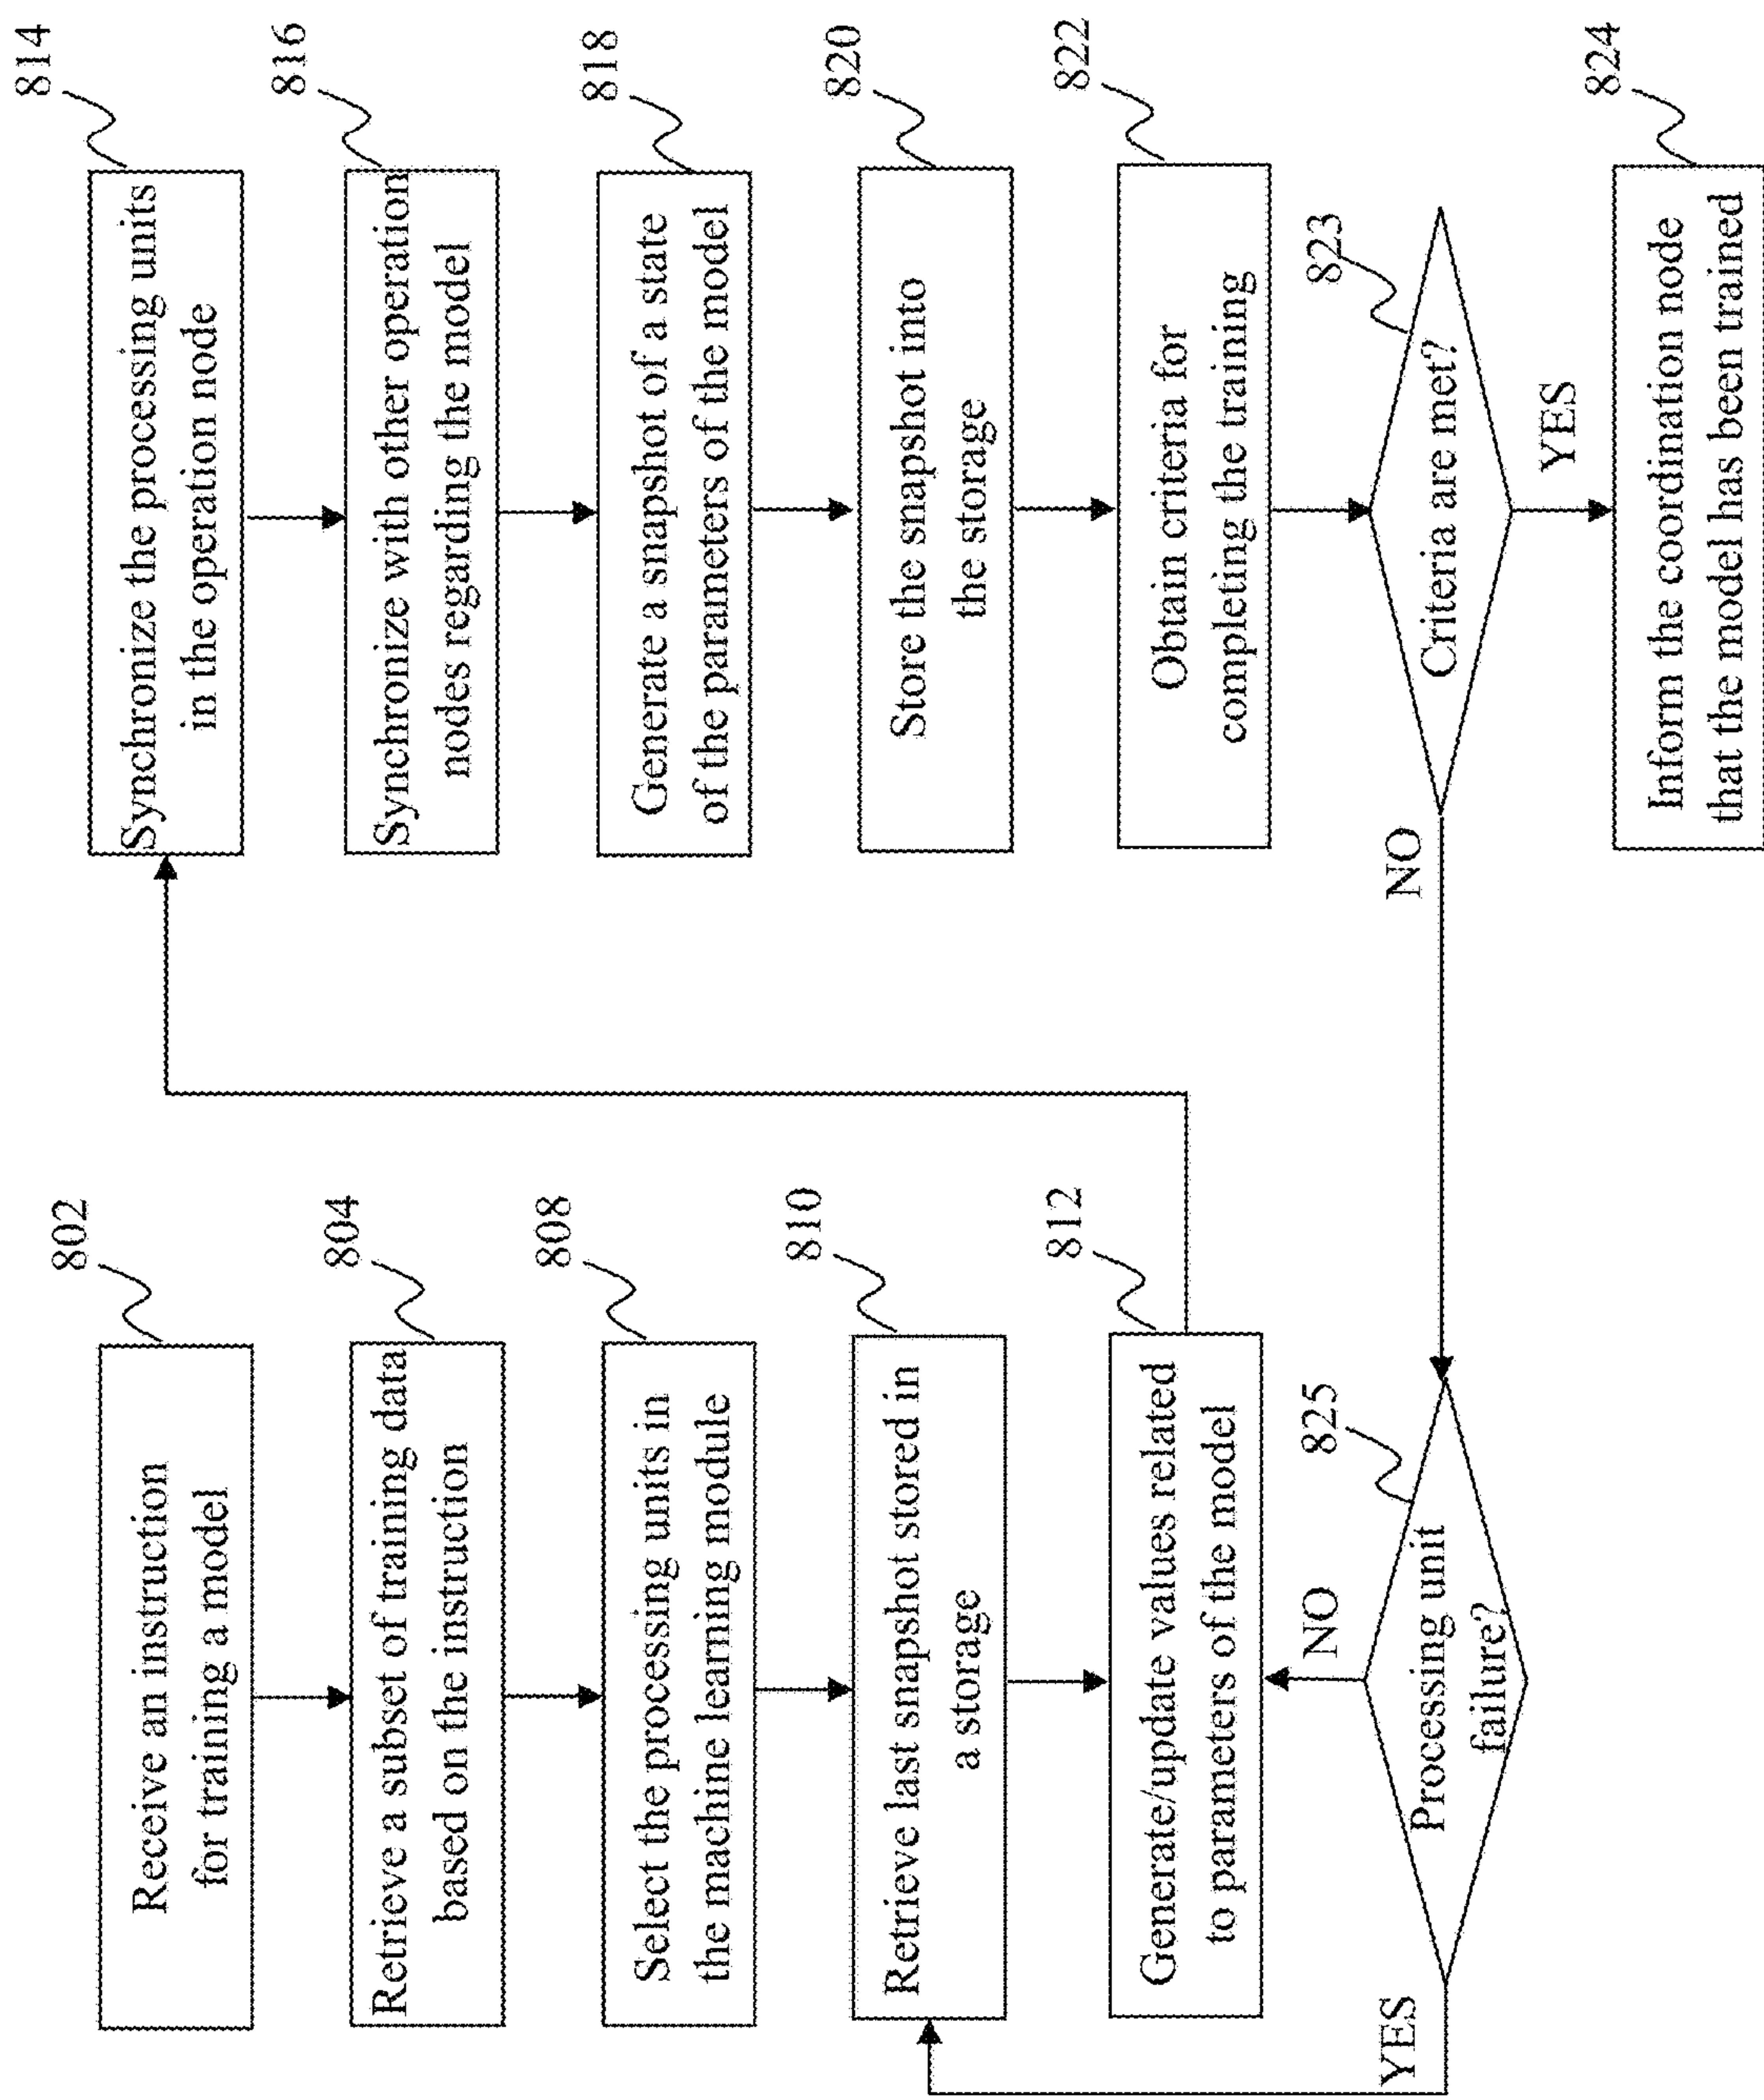 802
Receive an instruction
for training a model
804
Retrieve a subset of training data
based on the instruction
808
Select the processing units in
the machine learning module
810
Retrieve last snapshot stored in
a storage
812
Generate/update values related
to parameters of the model
NO
825
Processing unit
failure?
YES
814
Synchronize the processing units
in the operation node
816
Synchronize with other operation
nodes regarding the model
818
Generate a snapshot of a state
of the parameters of the model
820
Store the snapshot into
the storage
822
Obtain criteria for
completing the training
823
Criteria are met?
NO
YES
824
Inform the coordination node
that the model has been trained